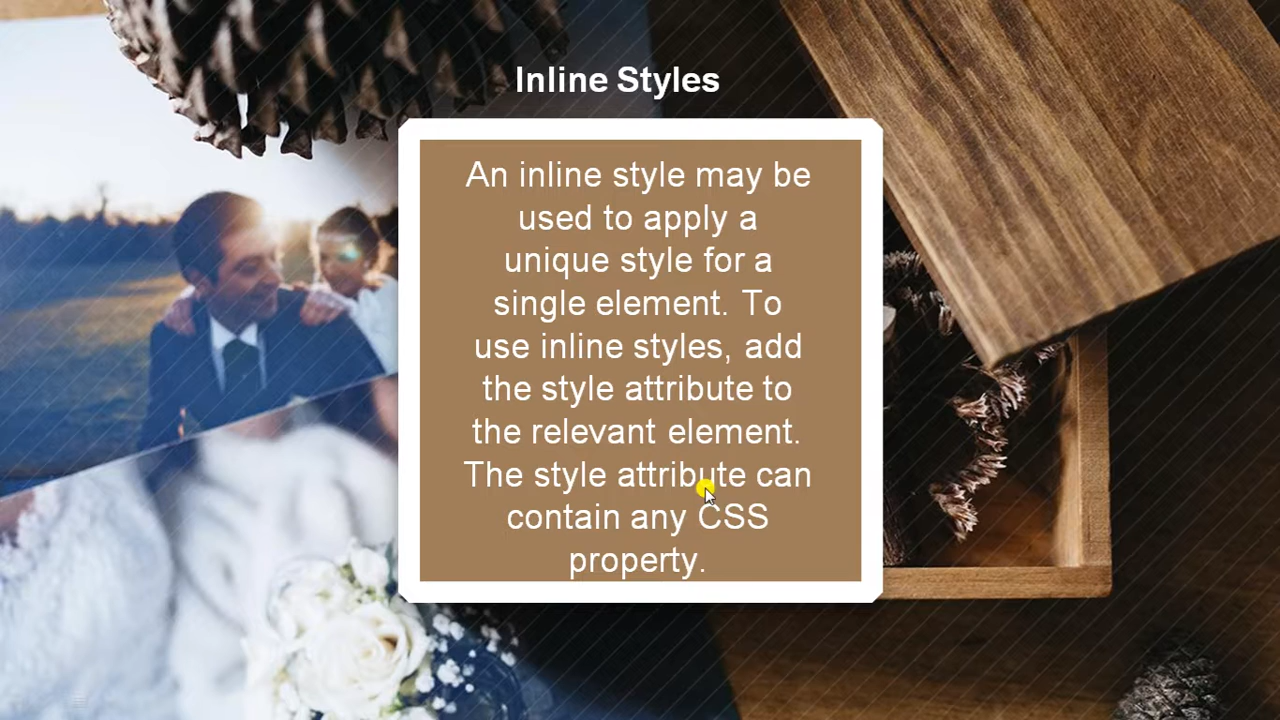 Inline Styles
An inline style may be
used to apply a
unique style for a
single element. To
use inline styles, add
the style attribute to
the relevant element.
The style attribute can
contain any CSS
property.